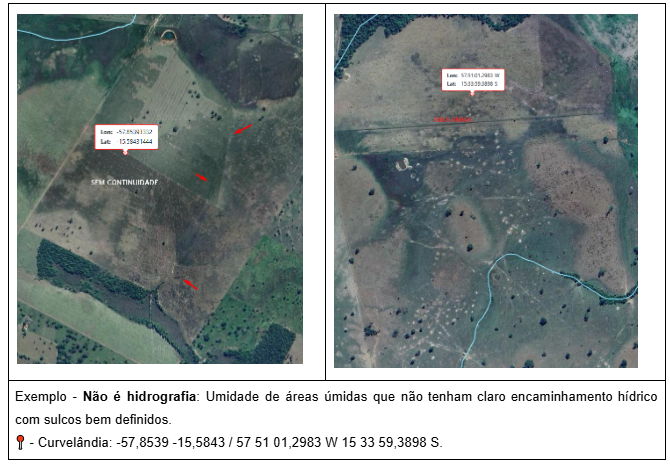 Lon: -57,85393332
Lat: -15,58431444
SEM CONTINUIDADE
Lon: 57 51 01,2983 W
Lat: 15 33 59,3898 S
Exemplo - Não é hidrografia: Umidade de áreas úmidas que não tenham claro encaminhamento hídrico
com sulcos bem definidos.
- Curvelândia: -57,8539 -15,5843 / 57 51 01,2983 W 15 33 59,3898 S.